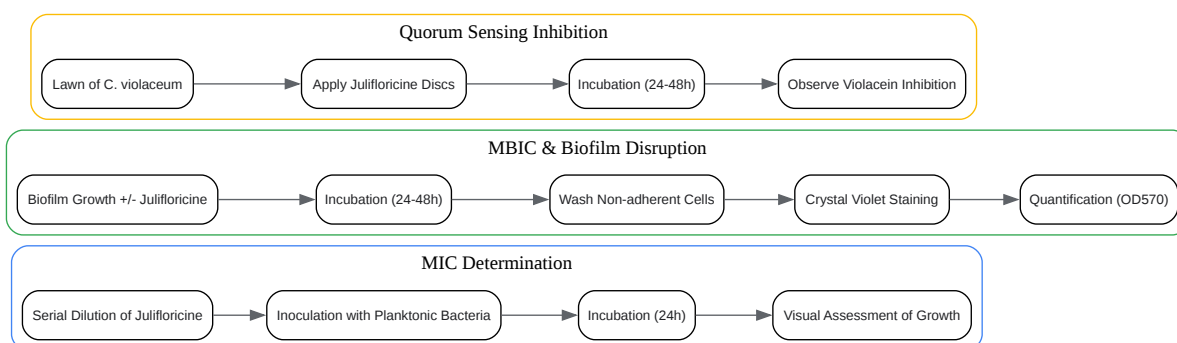 Quorum Sensing Inhibition
Lawn of C. violaceum
Apply Julifloricine Discs
Incubation (24-48h)
Observe Violacein Inhibition
MBIC & Biofilm Disruption
Biofilm Growth +/- Julifloricine
Incubation (24-48h)
Wash Non-adherent Cells
Crystal Violet Staining
Quantification (OD570)
MIC Determination
Serial Dilution of Julifloricine
Inoculation with Planktonic Bacteria
Incubation (24h)
Visual Assessment of Growth